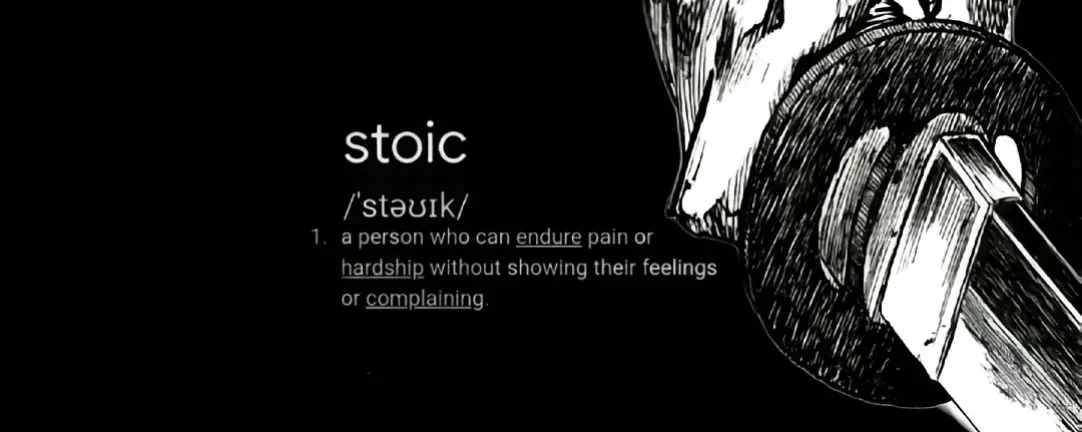 stoic
/ˈstəʊɪk/
1. a person who can endure pain or
hardship without showing their feelings
or complaining.